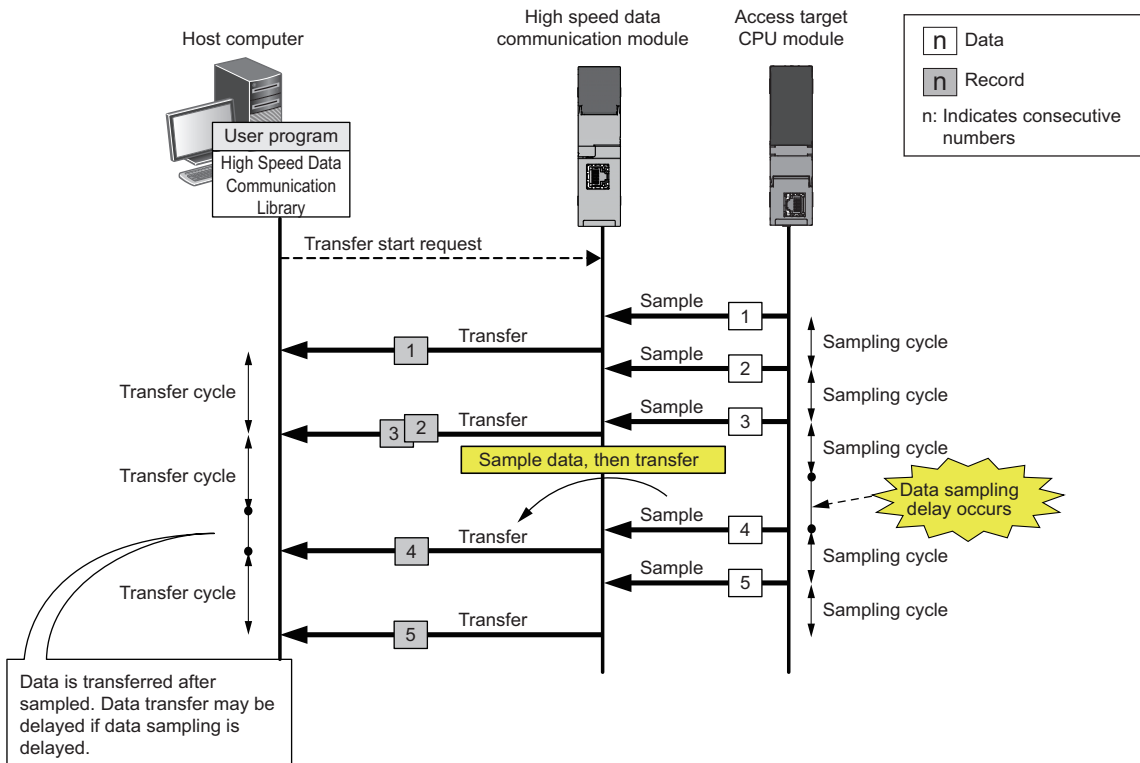 Host computer
High speed data
communication module
Access target
CPU module
n Data
n Record
n: Indicates consecutive
numbers
User program
High Speed Data
Communication
Library
Transfer start request
Sample
1
Sampling cycle
Transfer
1
Sample
2
Transfer cycle
Sampling cycle
Sample
3
Transfer
3 2
Sampling cycle
Sample data, then transfer
Transfer cycle
Data sampling
delay occurs
Sample
4
Transfer
4
Sampling cycle
Sample
5
Transfer cycle
Sampling cycle
Transfer
5
Data is transferred after
sampled. Data transfer may be
delayed if data sampling is
delayed.